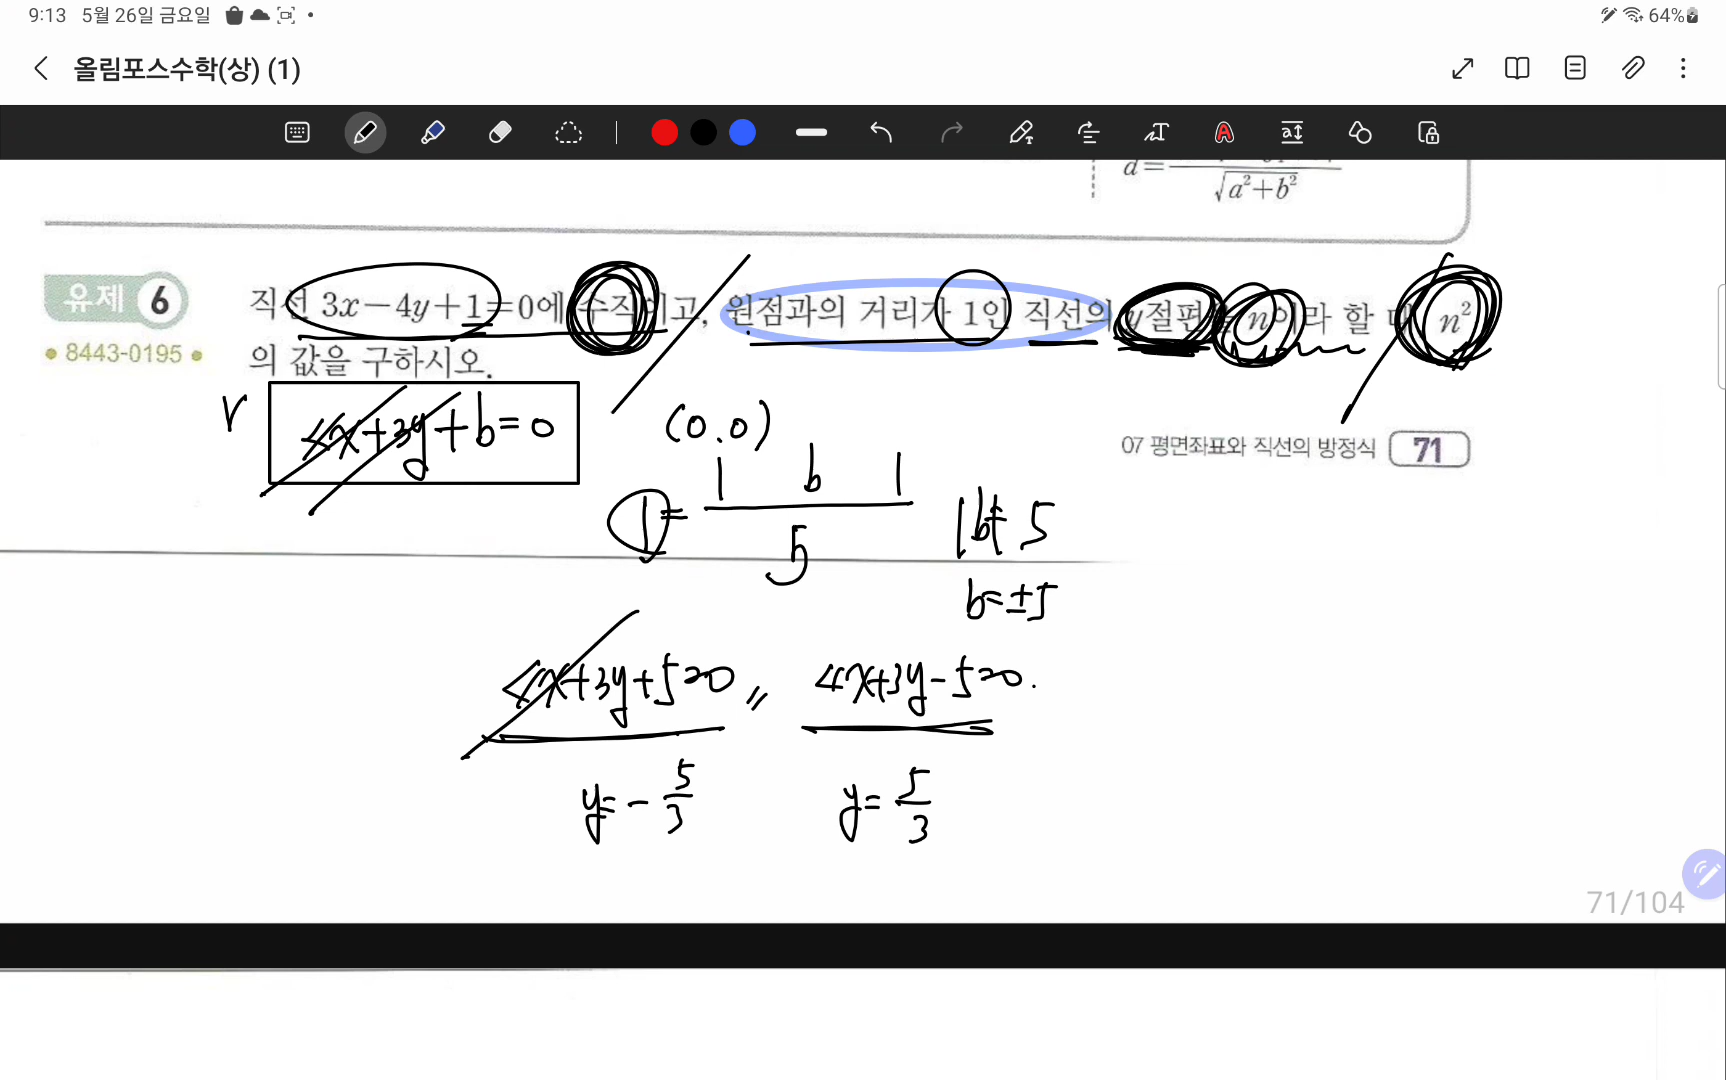 9:13 5월 26일 금요일
64%
올림포스수학(상) (1)
d=
√a²+b²
유제 6 직선 3x-4y+1=0에 수직이고, 원점과의 거리가 1인 직선의 y절편을 n이라 할 때 n²
8443-0195 의 값을 구하시오.
4x+3y+b=0
(0.0)
07 평면좌표와 직선의 방정식 71
1=|b|/5
|b|=5
b=±5
4x+3y+5=0 〃 4x+3y-5=0.
y=-5/3 y=5/3
71/104